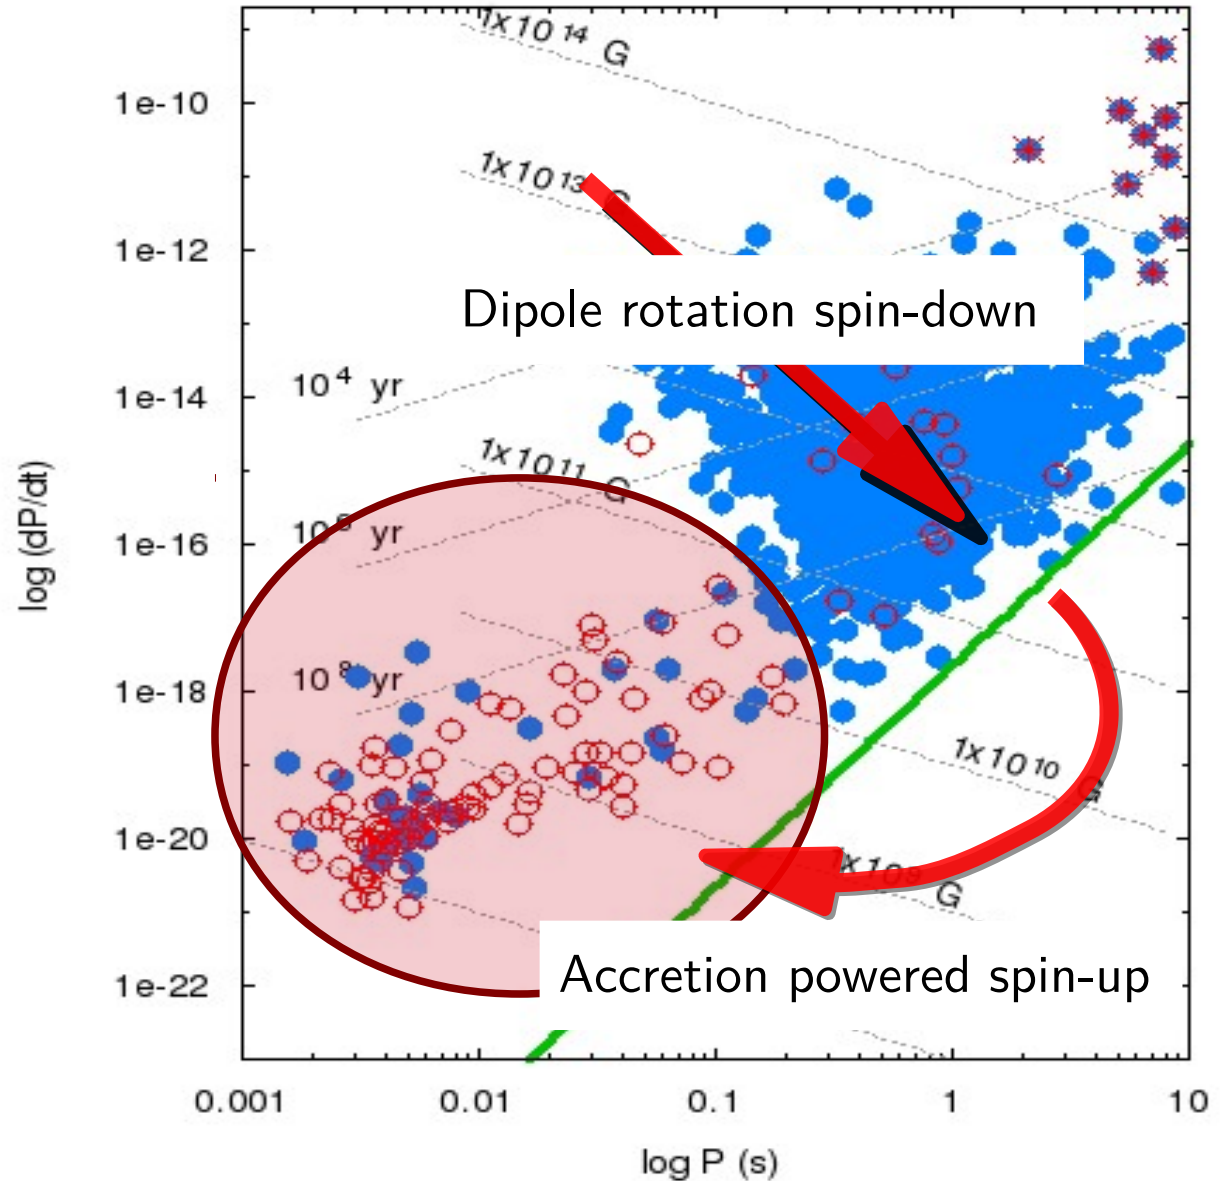 1x10 14 G
1e-10
1x10 13 G
1e-12
Dipole rotation spin-down
10 4 yr
1e-14
1x10 11 G
10 6 yr
1e-16
10 8 yr
1e-18
1x10 10 G
1e-20
1x10 9 G
Accretion powered spin-up
1e-22
0.001 0.01 0.1 1 10
log P (s)
log (dP/dt)